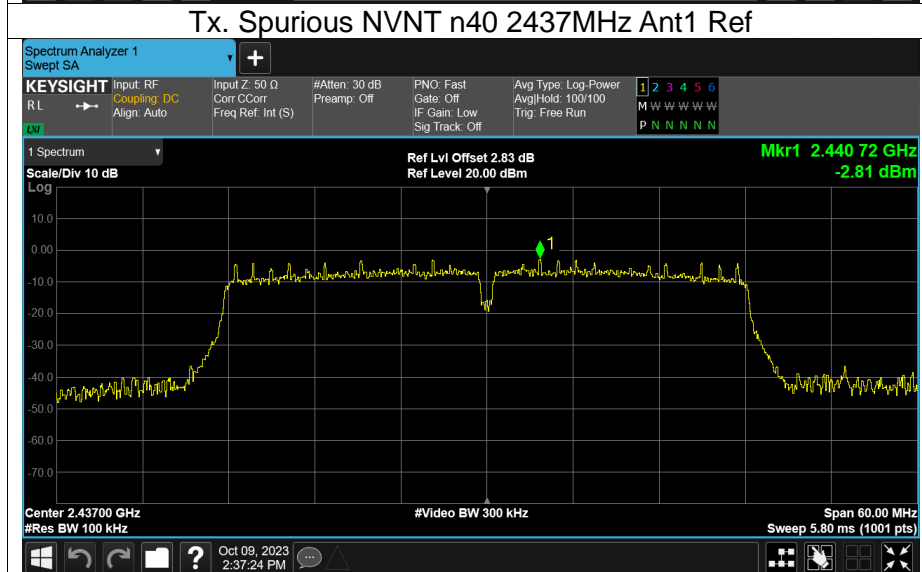 Tx. Spurious NVNT n40 2437MHz Ant1 Ref
Spectrum Analyzer 1
Swept SA
+
KEYSIGHT
R L
LXI
Input: RF
Coupling: DC
Align: Auto
Input Z: 50 Ω
Corr CCorr
Freq Ref: Int (S)
#Atten: 30 dB
Preamp: Off
PNO: Fast
Gate: Off
IF Gain: Low
Sig Track: Off
Avg Type: Log-Power
Avg|Hold: 100/100
Trig: Free Run
1 2 3 4 5 6
M W W W W W
P N N N N N
1 Spectrum
Scale/Div 10 dB
Ref Lvl Offset 2.83 dB
Ref Level 20.00 dBm
Mkr1 2.440 72 GHz
-2.81 dBm
Log
10.0
0.00
-10.0
-20.0
-30.0
-40.0
-50.0
-60.0
-70.0
1
Center 2.43700 GHz
#Res BW 100 kHz
#Video BW 300 kHz
Span 60.00 MHz
Sweep 5.80 ms (1001 pts)
?
Oct 09, 2023
2:37:24 PM